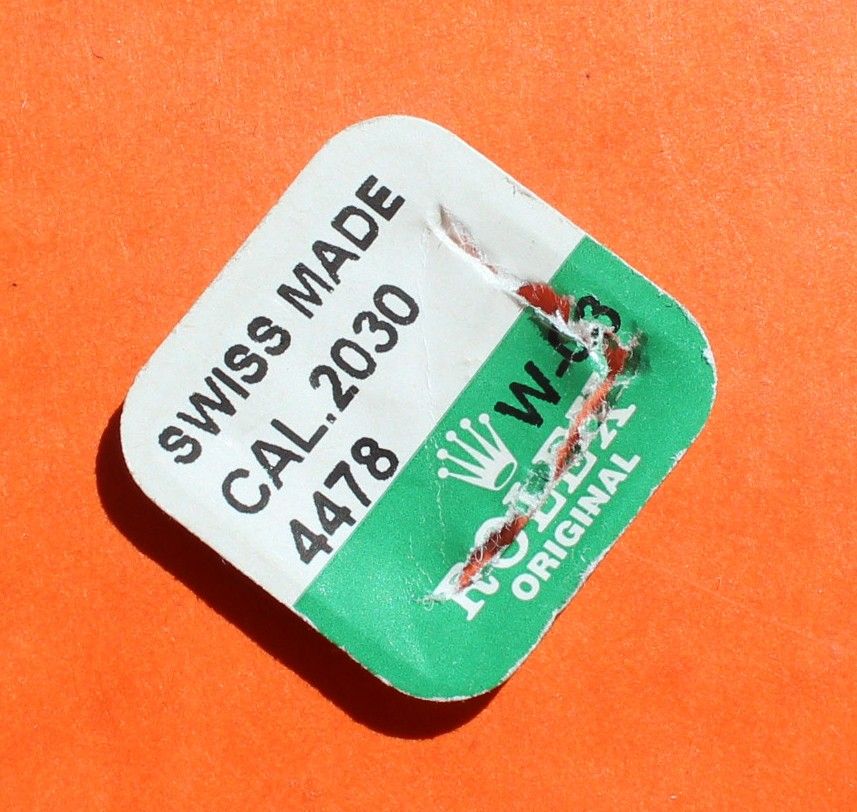 SWISS MADE
CAL.2030
4478
ROLEX
ORIGINAL